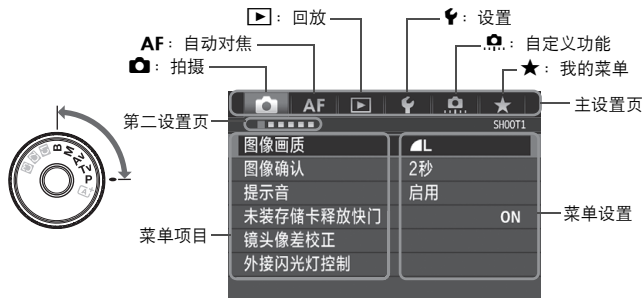 ▶：回放
设置
AF：自动对焦
自定义功能
拍摄
★：我的菜单
AF
主设置页
第二设置页
SHOOT1
图像画质 L
图像确认 2秒
提示音 启用
未装存储卡释放快门 ON
菜单设置
菜单项目
镜头像差校正
外接闪光灯控制
B
M
Av
Tv
P
A+